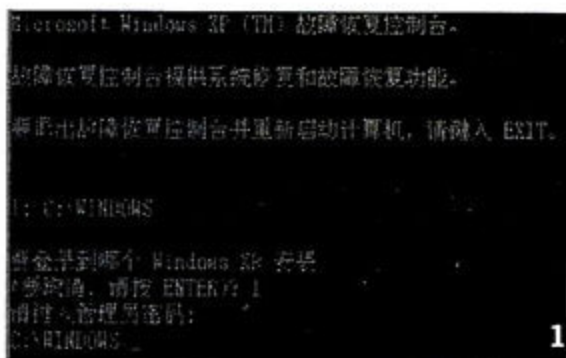 Microsoft Windows XP (TM) 故障恢复控制台。
故障恢复控制台提供系统修复和故障恢复功能。
要退出故障恢复控制台并重新启动计算机，请键入 EXIT。
1: C:\WINDOWS
要登录到哪个 Windows XP 安装
(要取消，请按 ENTER): 1
请键入管理员密码:
C:\WINDOWS
1